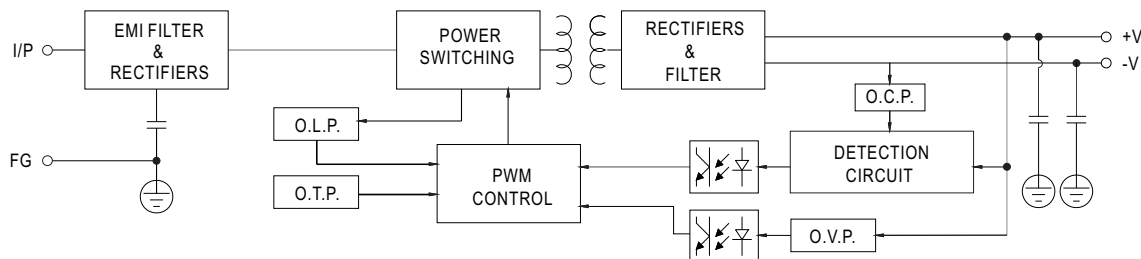 I/P
EMI FILTER
&
RECTIFIERS
POWER
SWITCHING
RECTIFIERS
&
FILTER
+V
-V
O.C.P.
O.L.P.
FG
O.T.P.
PWM
CONTROL
DETECTION
CIRCUIT
O.V.P.